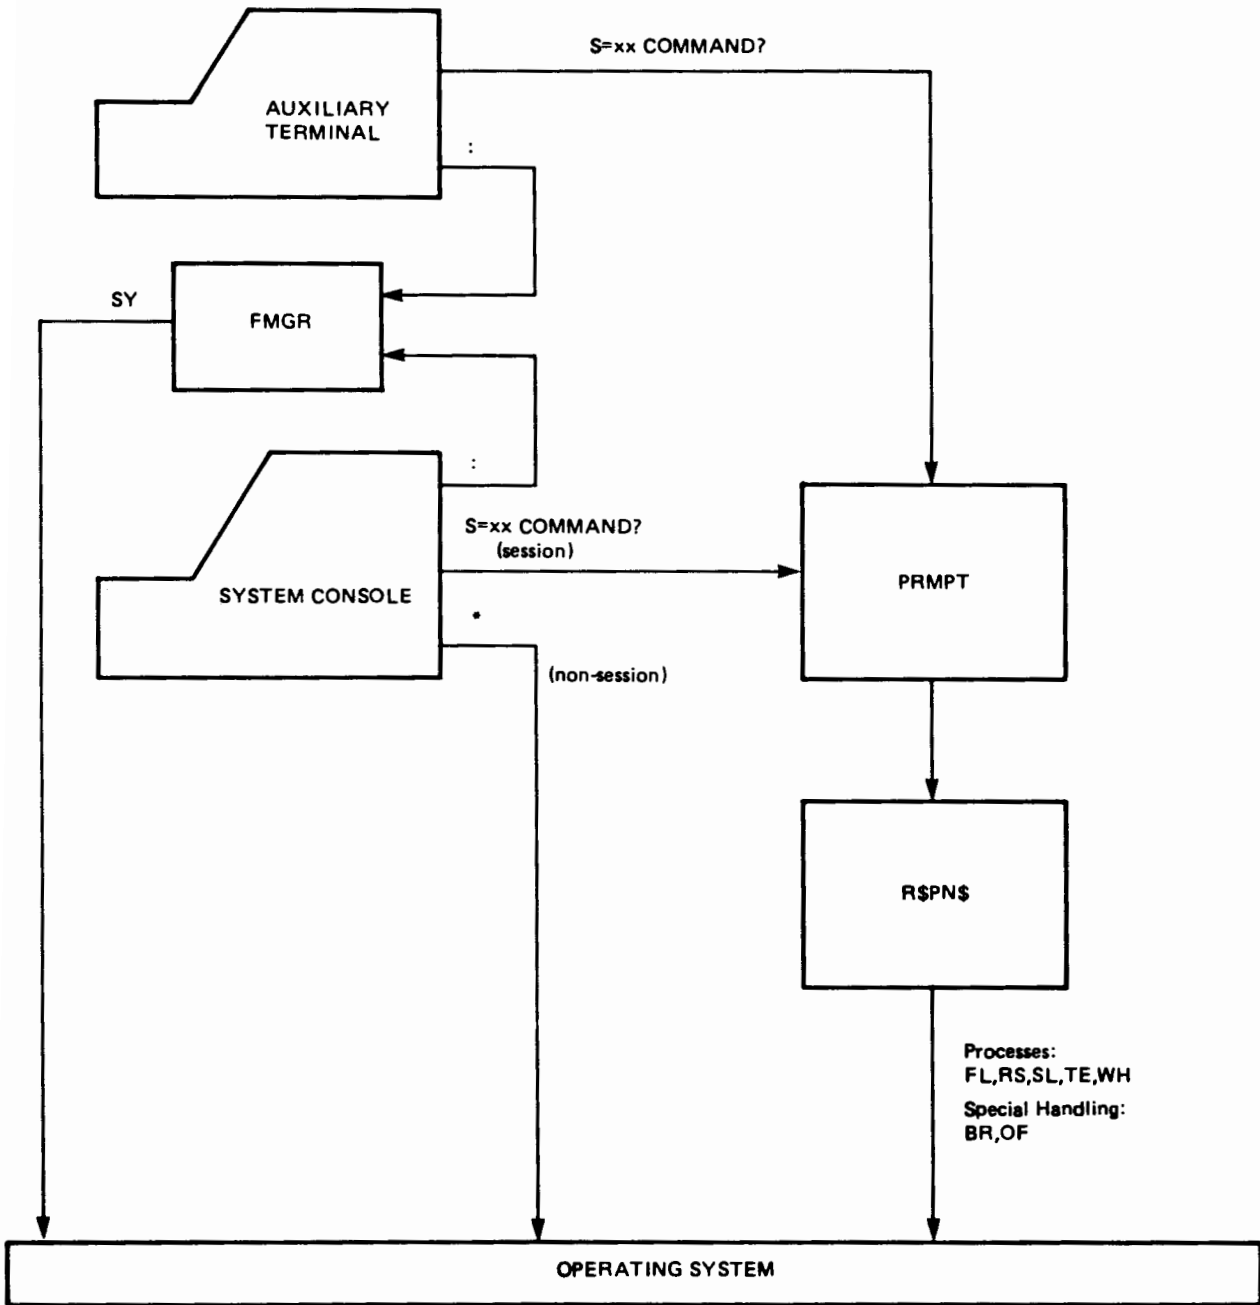 S=xx COMMAND?
AUXILIARY
TERMINAL
:
SY
FMGR
:
S=xx COMMAND?
(session)
PRMPT
SYSTEM CONSOLE
*
(non-session)
R$PN$
Processes:
FL,RS,SL,TE,WH
Special Handling:
BR,OF
OPERATING SYSTEM